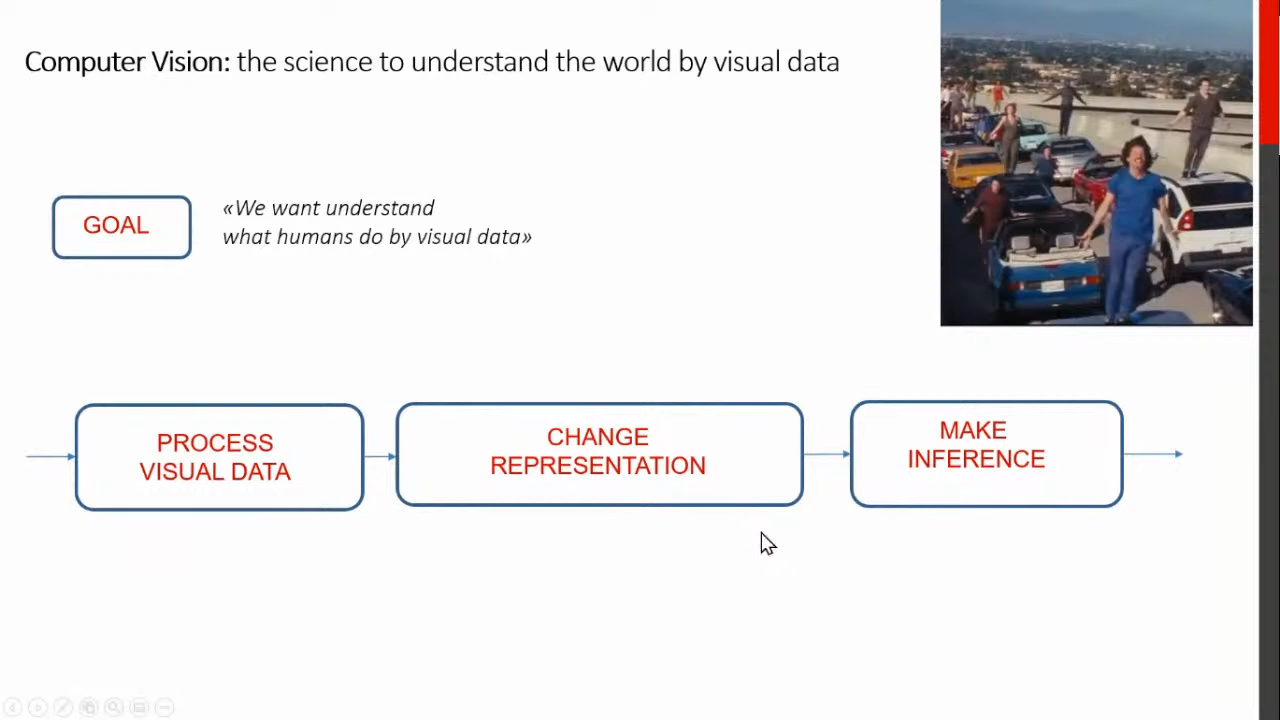 Computer Vision: the science to understand the world by visual data
GOAL
«We want understand
what humans do by visual data»
PROCESS
VISUAL DATA
CHANGE
REPRESENTATION
MAKE
INFERENCE